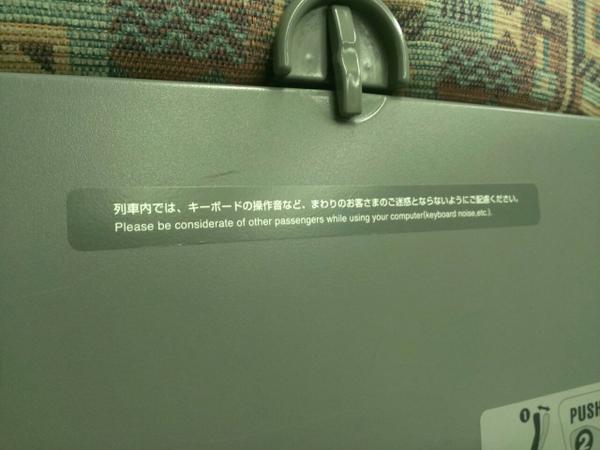 列車内では、キーボードの操作音など、まわりのお客さまのご迷惑とならないようにご配慮ください。
Please be considerate of other passengers while using your computer(keyboard noise,etc.).
1 PUSH
2